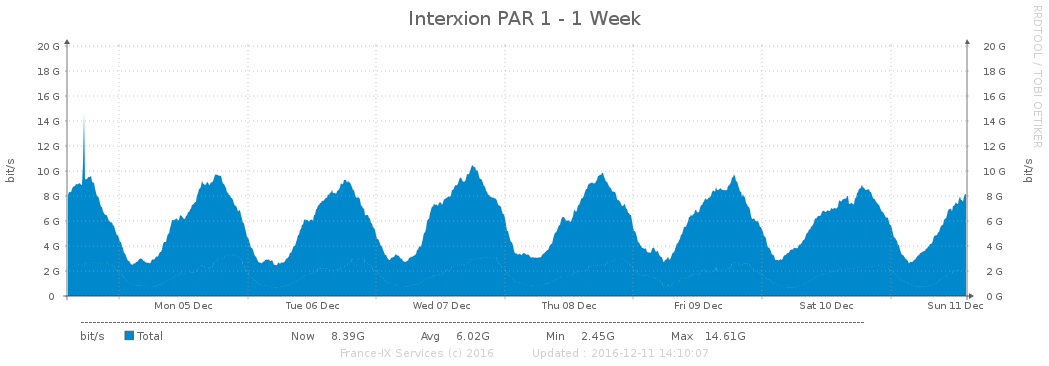 Interxion PAR 1 - 1 Week
RRDTOOL / TOBI OETIKER
bit/s
bit/s
20 G 20 G
18 G 18 G
16 G 16 G
14 G 14 G
12 G 12 G
10 G 10 G
8 G 8 G
6 G 6 G
4 G 4 G
2 G 2 G
0 0 G
Mon 05 Dec Tue 06 Dec Wed 07 Dec Thu 08 Dec Fri 09 Dec Sat 10 Dec Sun 11 Dec
bit/s Total Now 8.39G Avg 6.02G Min 2.45G Max 14.61G
France-IX Services (c) 2016 Updated : 2016-12-11 14:10:07